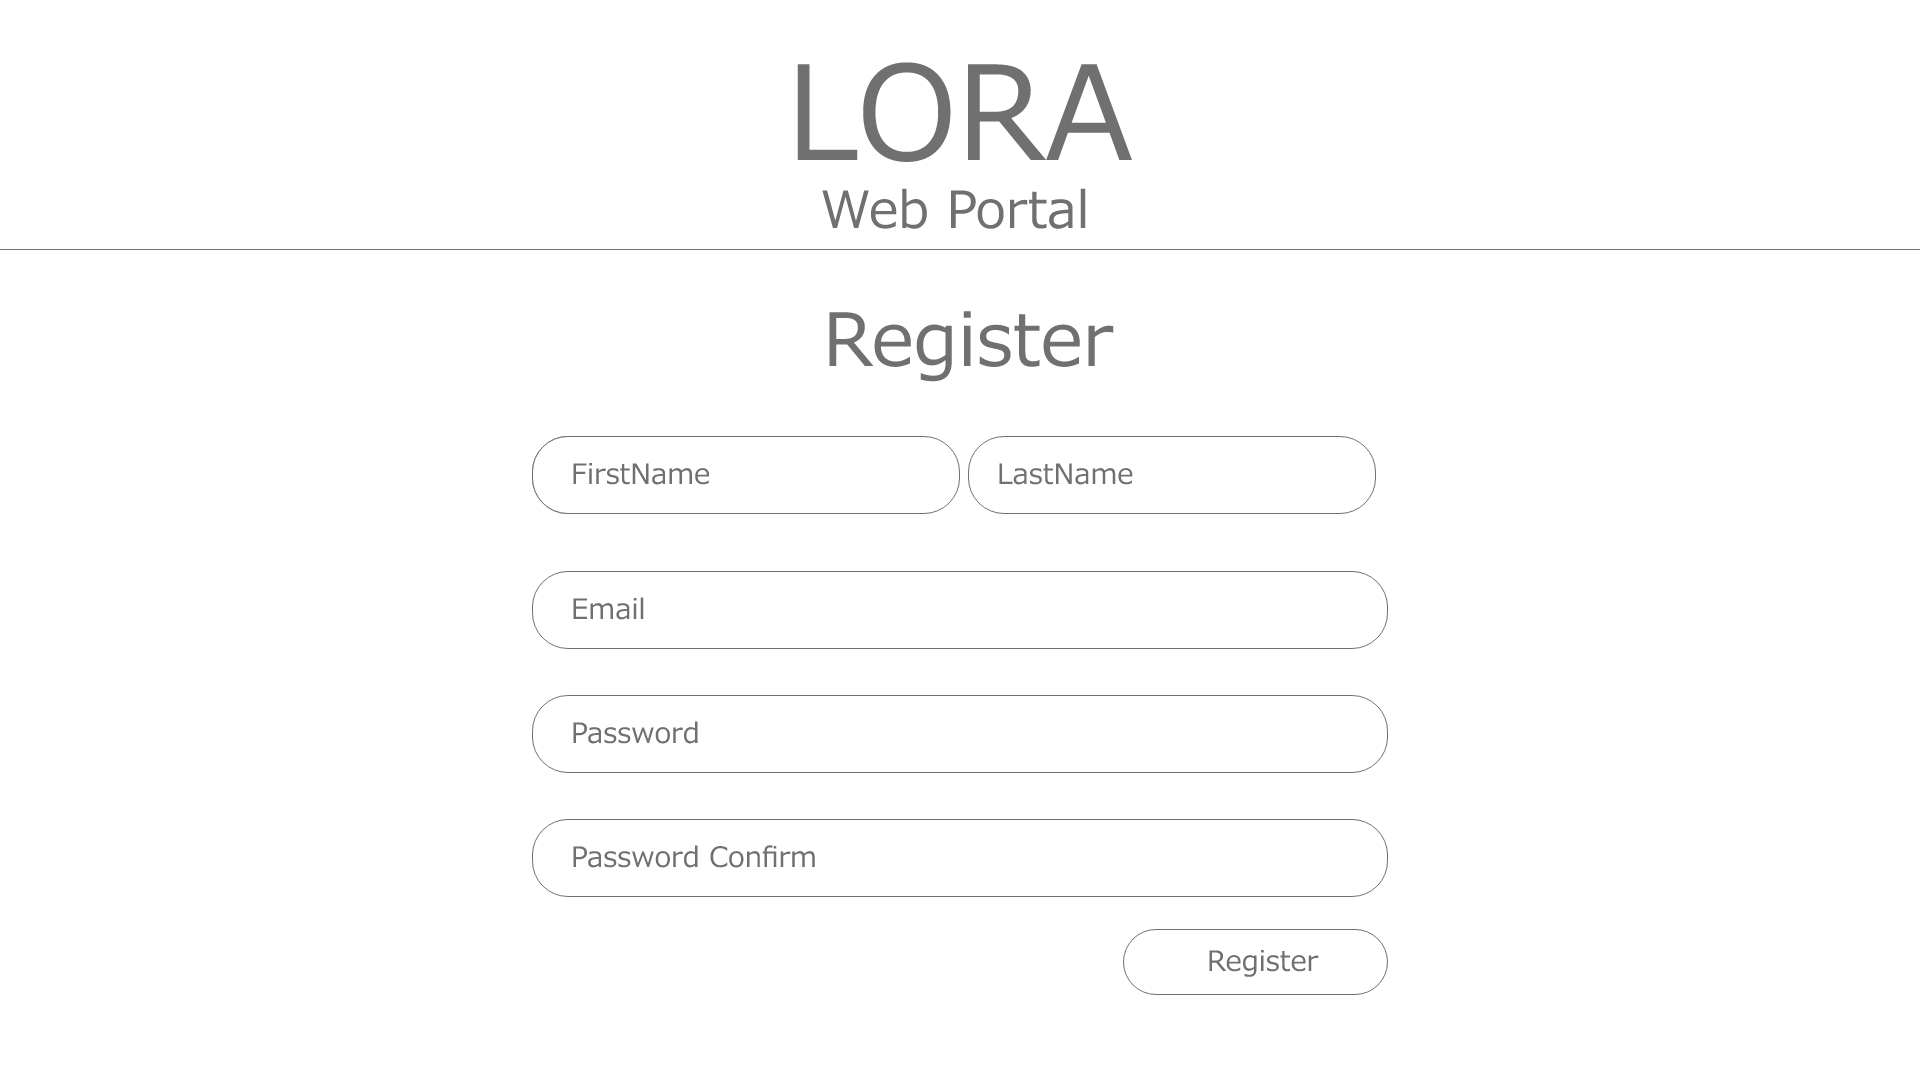 LORA
Web Portal
Register
FirstName
LastName
Email
Password
Password Confirm
Register